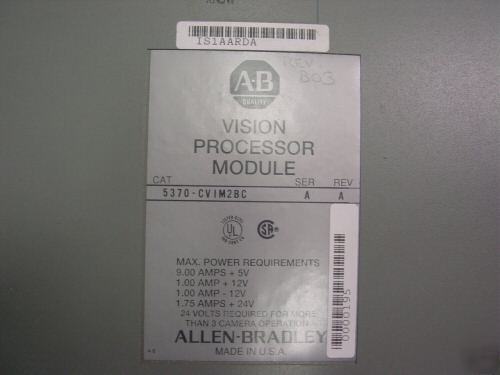 IS1AARDA
REV
B03
A-B
QUALITY
VISION
PROCESSOR
MODULE
CAT SER REV
5370-CVIM2BC A A
MAX. POWER REQUIREMENTS
9.00 AMPS + 5V
1.00 AMP + 12V
1.00 AMP - 12V
1.75 AMPS + 24V
24 VOLTS REQUIRED FOR MORE
THAN 3 CAMERA OPERATION
ALLEN-BRADLEY
MADE IN U.S.A.
0000195